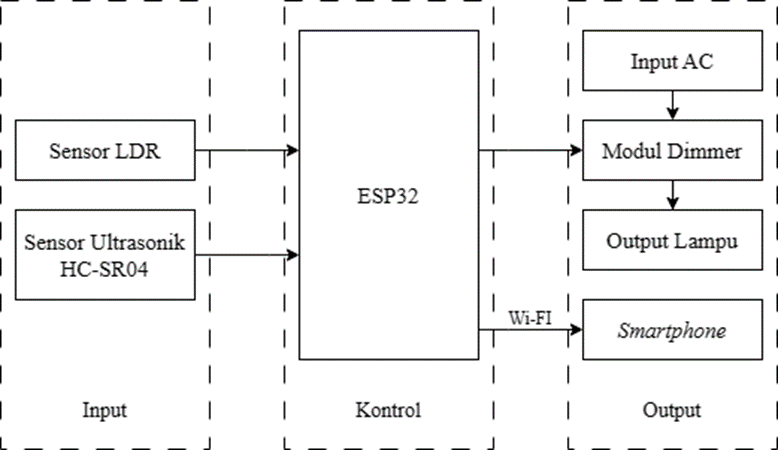 Sensor LDR
Sensor Ultrasonik
HC-SR04
Input
ESP32
Kontrol
Wi-FI
Input AC
Modul Dimmer
Output Lampu
Smartphone
Output